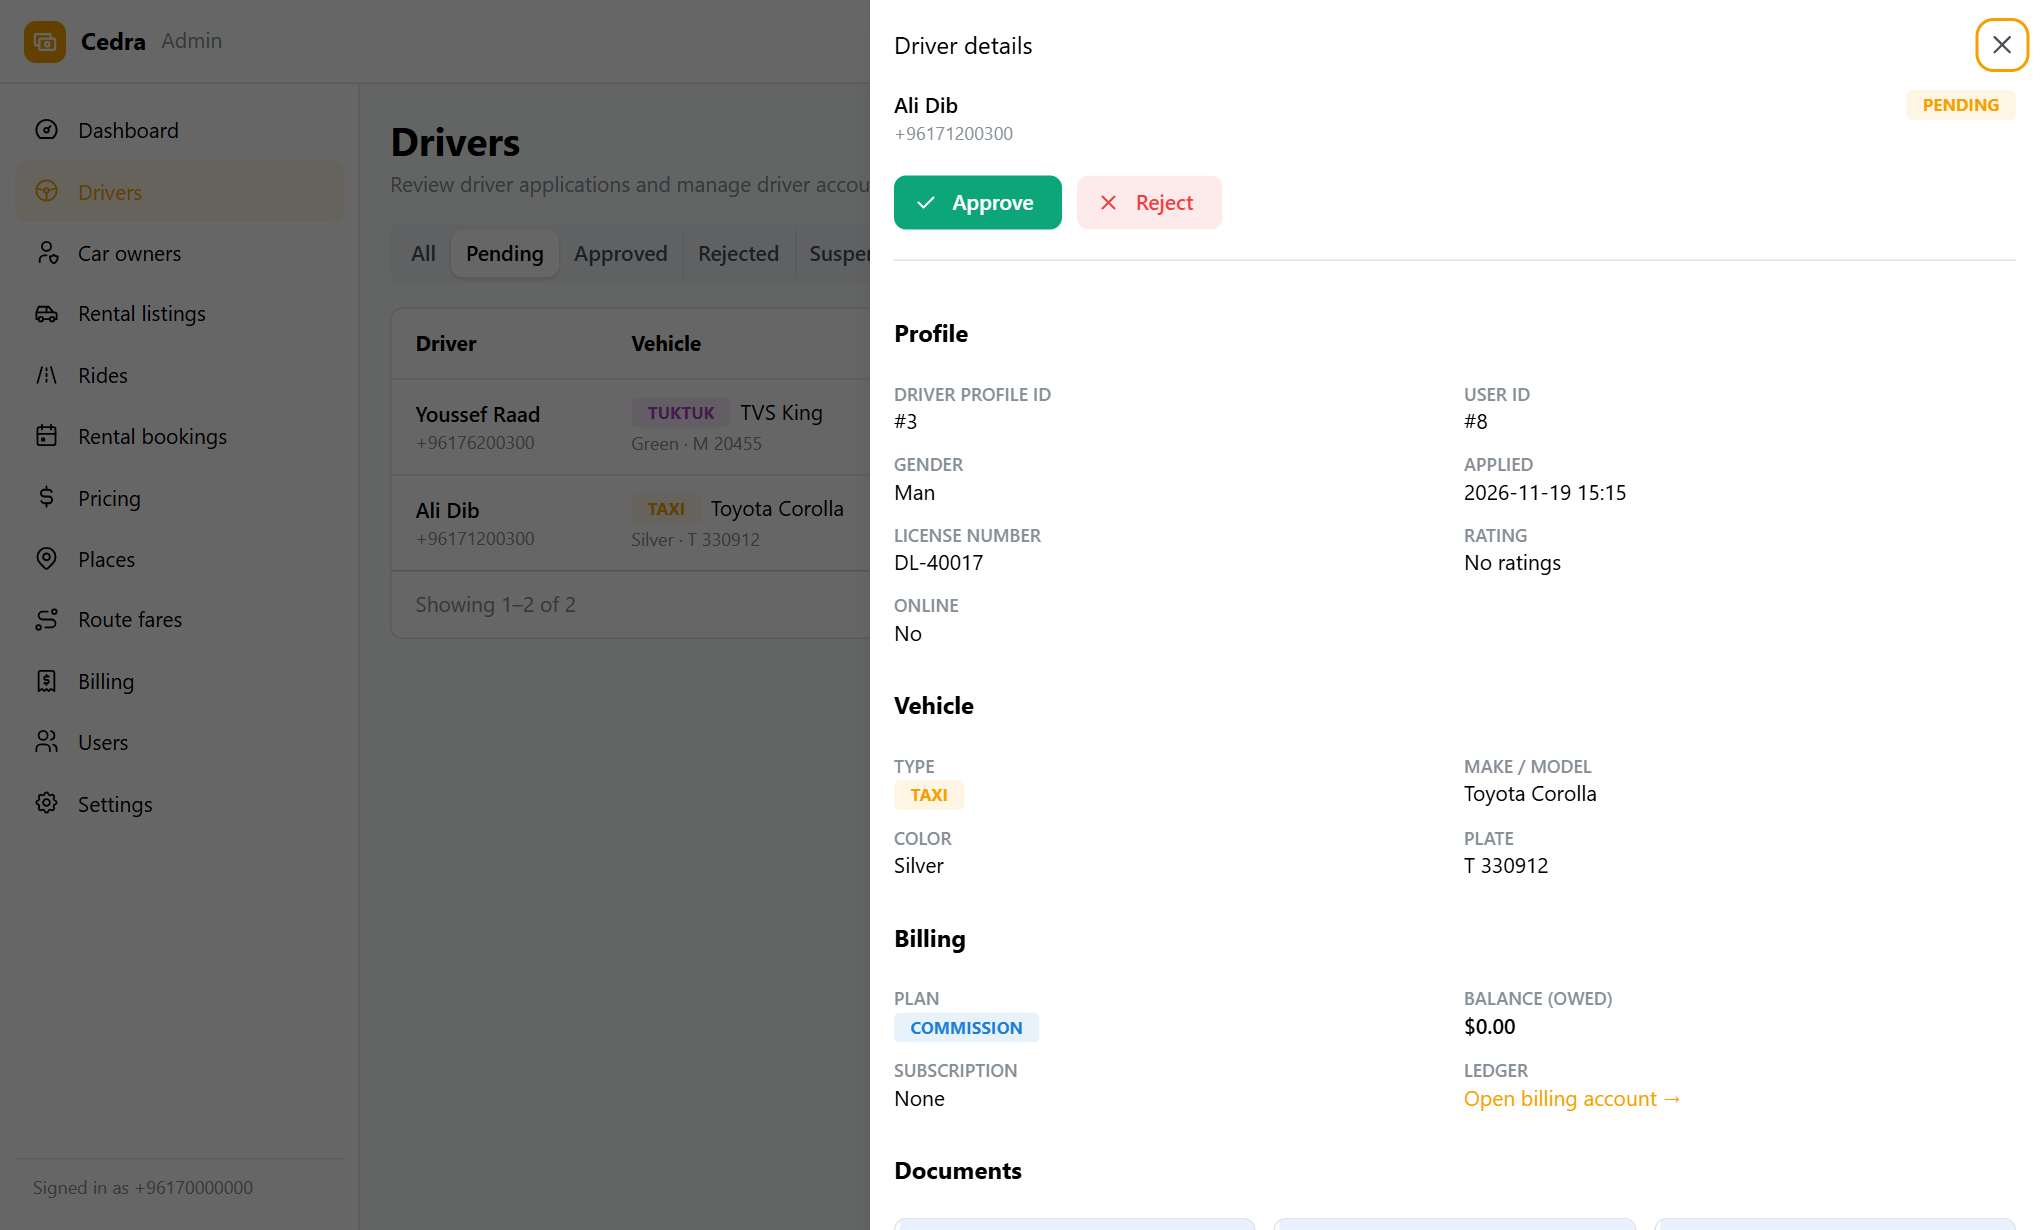 Cedra Admin
Dashboard
Drivers
Car owners
Rental listings
Rides
Rental bookings
Pricing
Places
Route fares
Billing
Users
Settings
Signed in as +96170000000
Drivers
Review driver applications and manage driver accou
All Pending Approved Rejected Suspen
Driver Vehicle
Youssef Raad TUKTUK TVS King
+96176200300 Green · M 20455
Ali Dib TAXI Toyota Corolla
+96171200300 Silver · T 330912
Showing 1–2 of 2
Driver details
Ali Dib PENDING
+96171200300
Approve Reject
Profile
DRIVER PROFILE ID USER ID
#3 #8
GENDER APPLIED
Man 2026-11-19 15:15
LICENSE NUMBER RATING
DL-40017 No ratings
ONLINE
No
Vehicle
TYPE MAKE / MODEL
TAXI Toyota Corolla
COLOR PLATE
Silver T 330912
Billing
PLAN BALANCE (OWED)
COMMISSION $0.00
SUBSCRIPTION LEDGER
None Open billing account →
Documents